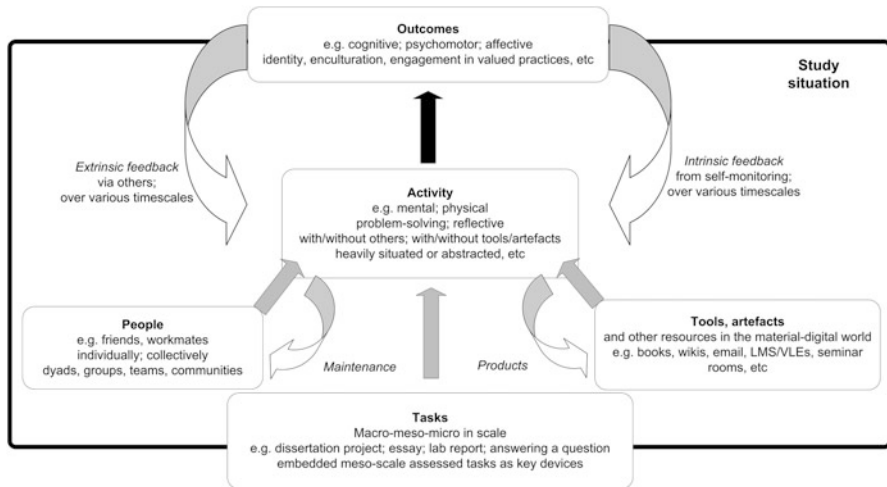 Outcomes
e.g. cognitive; psychomotor; affective
identity, enculturation, engagement in valued practices, etc
Study
situation
Extrinsic feedback
via others;
over various timescales
Intrinsic feedback
from self-monitoring;
over various timescales
Activity
e.g. mental; physical
problem-solving; reflective
with/without others; with/without tools/artefacts
heavily situated or abstracted, etc
People
e.g. friends, workmates
individually; collectively
dyads, groups, teams, communities
Maintenance
Products
Tools, artefacts
and other resources in the material-digital world
e.g. books, wikis, email, LMS/VLEs, seminar
rooms, etc
Tasks
Macro-meso-micro in scale
e.g. dissertation project; essay; lab report; answering a question
embedded meso-scale assessed tasks as key devices